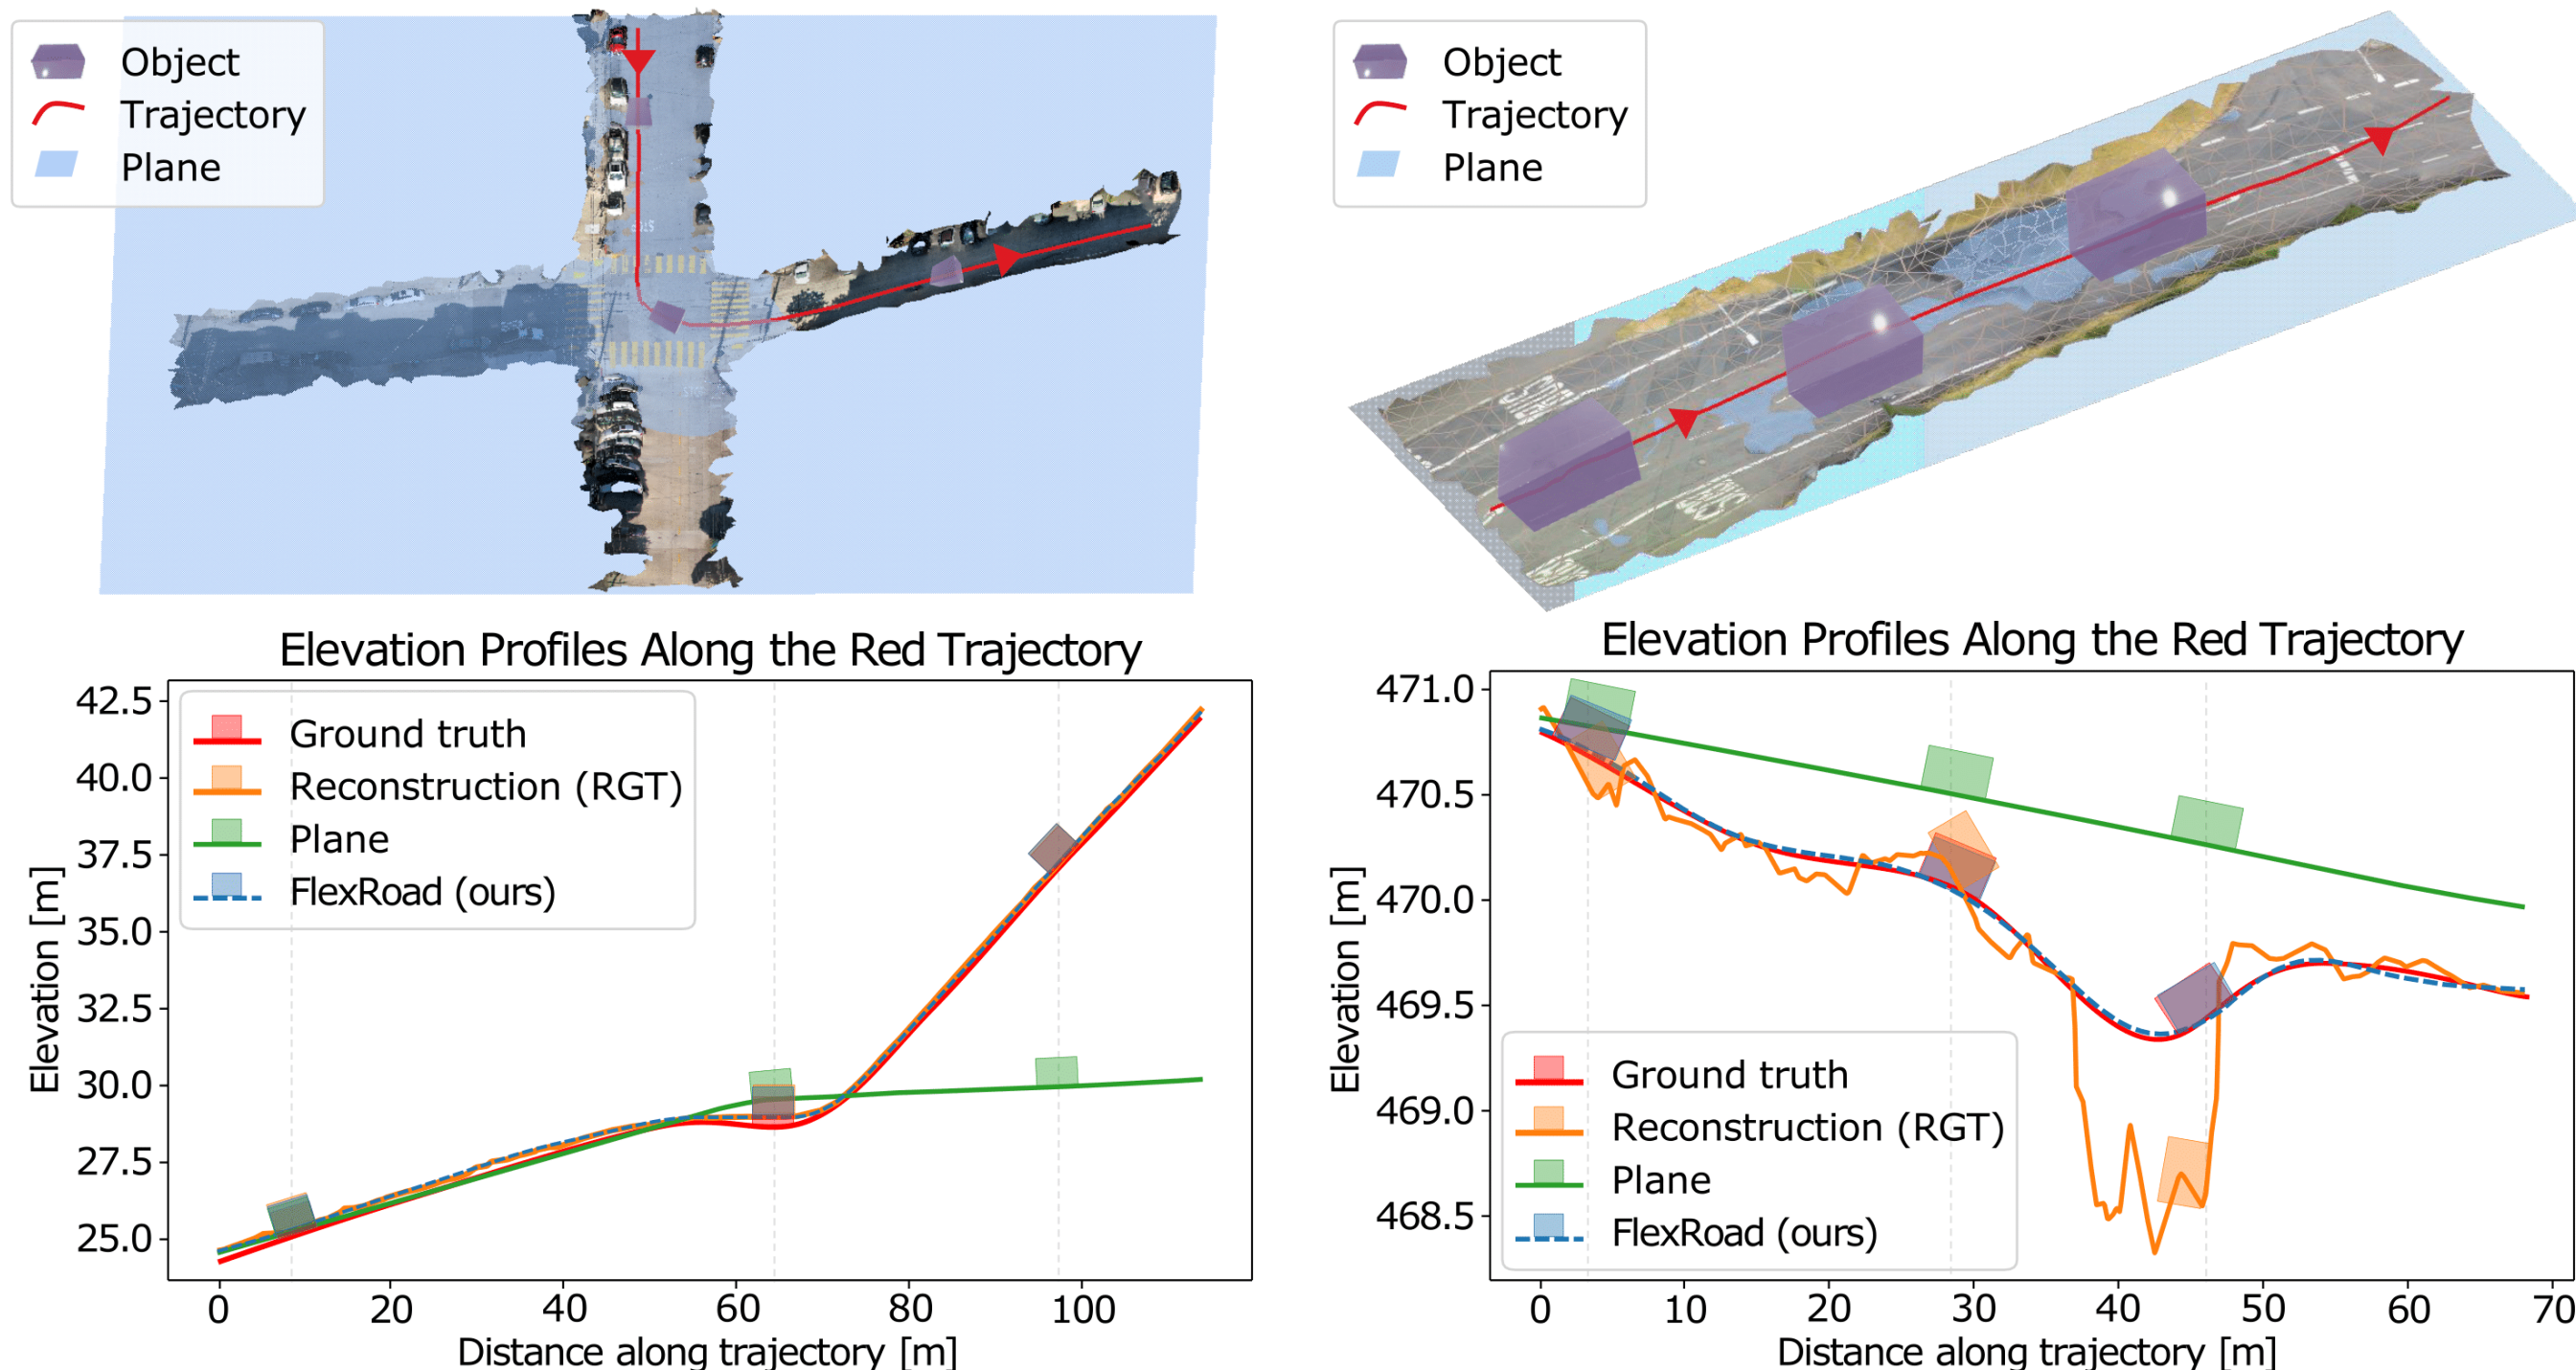 Object
Trajectory
Plane
Object
Trajectory
Plane
Elevation Profiles Along the Red Trajectory
42.5
40.0
37.5
35.0
32.5
30.0
27.5
25.0
Elevation [m]
Ground truth
Reconstruction (RGT)
Plane
FlexRoad (ours)
0 20 40 60 80 100
Distance along trajectory [m]
Elevation Profiles Along the Red Trajectory
471.0
470.5
470.0
469.5
469.0
468.5
Elevation [m]
Ground truth
Reconstruction (RGT)
Plane
FlexRoad (ours)
0 10 20 30 40 50 60 70
Distance along trajectory [m]